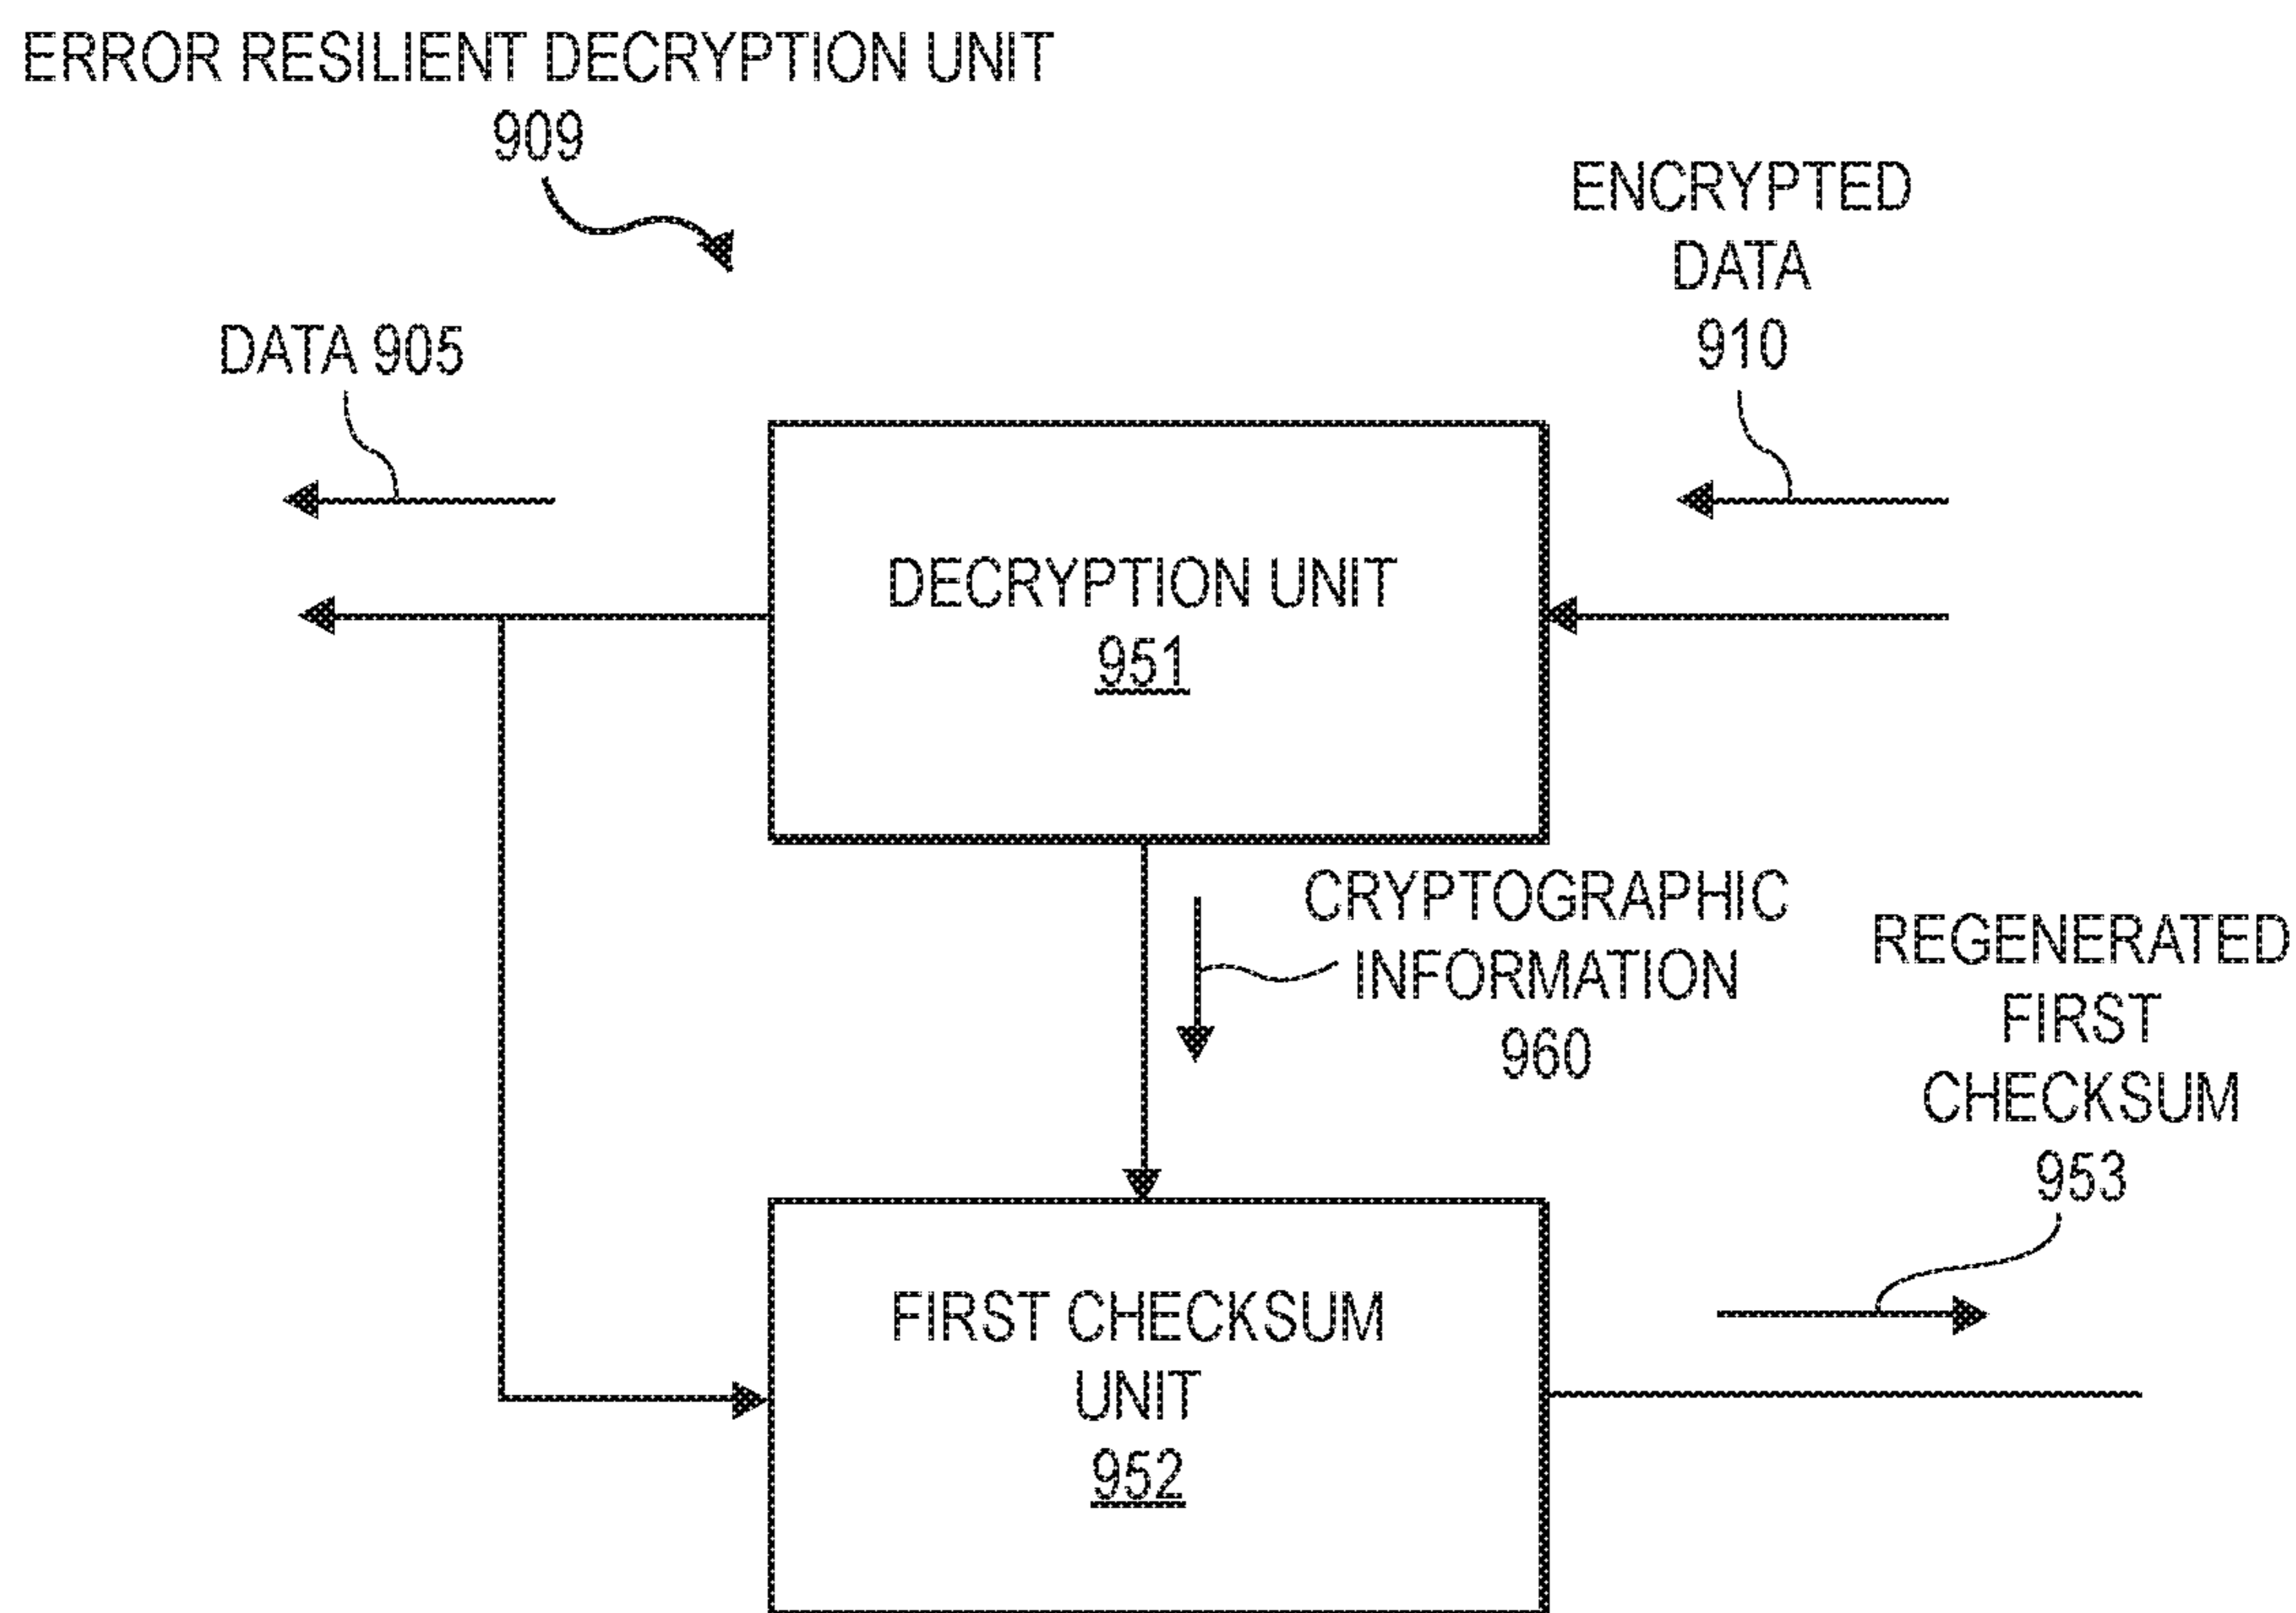 ERROR RESILIENT DECRYPTION UNIT
909
ENCRYPTED
DATA
910
DATA 905
DECRYPTION UNIT
951
CRYPTOGRAPHIC
INFORMATION
960
REGENERATED
FIRST
CHECKSUM
953
FIRST CHECKSUM
UNIT
952